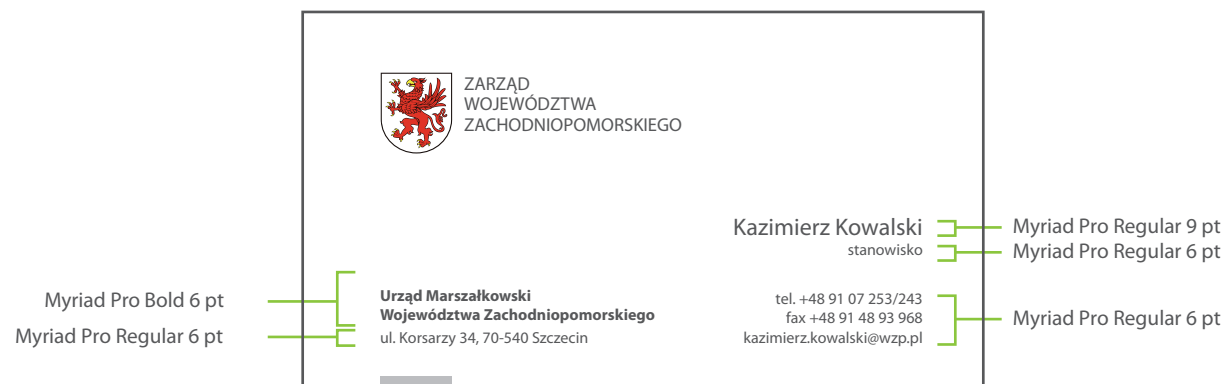 ZARZĄD
WOJEWÓDZTWA
ZACHODNIOPOMORSKIEGO
Kazimierz Kowalski
stanowisko
Myriad Pro Regular 9 pt
Myriad Pro Regular 6 pt
Myriad Pro Bold 6 pt
Myriad Pro Regular 6 pt
Urząd Marszałkowski
Województwa Zachodniopomorskiego
ul. Korsarzy 34, 70-540 Szczecin
tel. +48 91 07 253/243
fax +48 91 48 93 968
kazimierz.kowalski@wzp.pl
Myriad Pro Regular 6 pt